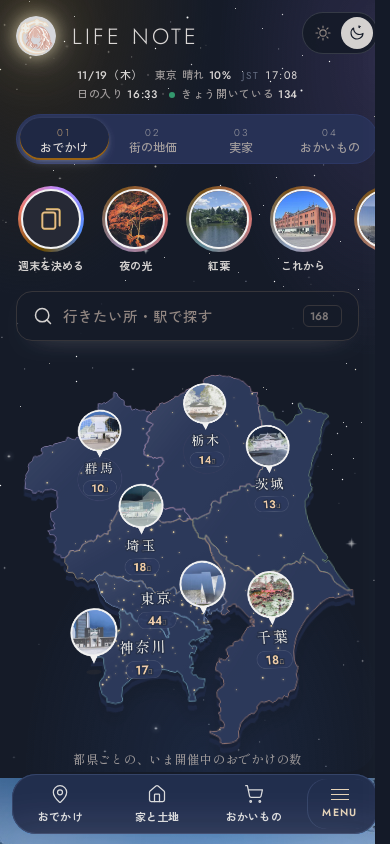 LIFE NOTE
11/19（木）· 東京 晴れ 10% JST 17:08
日の入り 16:33 · きょう開いている 134
01 02 03 04
おでかけ 街の地価 実家 おかいもの
週末を決める 夜の光 紅葉 これから
行きたい所・駅で探す 168
栃木
14
群馬
10
茨城
13
埼玉
18
東京
44
千葉
18
神奈川
17
都県ごとの、いま開催中のおでかけの数
おでかけ 家と土地 おかいもの MENU